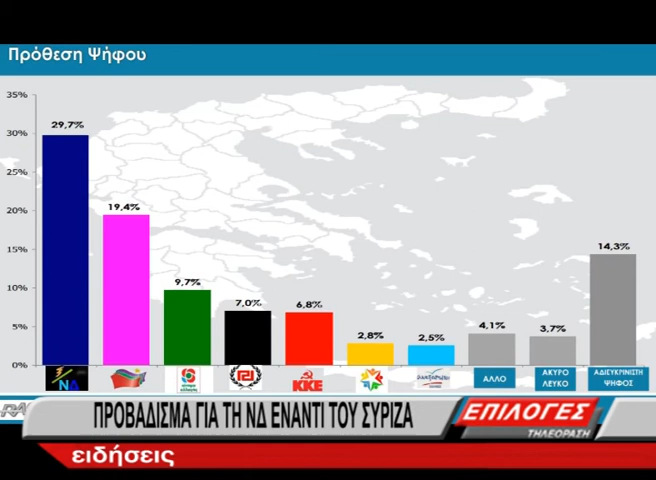 Πρόθεση Ψήφου
35%
30%
25%
20%
15%
10%
5%
0%
29,7%
19,4%
9,7%
7,0%
6,8%
2,8%
2,5%
4,1%
3,7%
14,3%
ΝΔ
ΚΚΕ
ΑΛΛΟ
ΑΚΥΡΟ
ΛΕΥΚΟ
ΑΔΙΕΥΚΡΙΝΙΣΤΗ
ΨΗΦΟΣ
ΠΡΟΒΑΔΙΣΜΑ ΓΙΑ ΤΗ ΝΔ ΕΝΑΝΤΙ ΤΟΥ ΣΥΡΙΖΑ
ΕΠΙΛΟΓΕΣ
ΤΗΛΕΟΡΑΣΗ
ειδήσεις